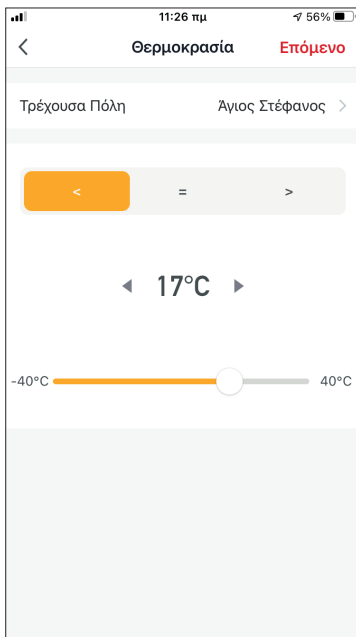 11:26 πμ 56%
Θερμοκρασία Επόμενο
Τρέχουσα Πόλη Άγιος Στέφανος >
< = >
17°C
-40°C 40°C